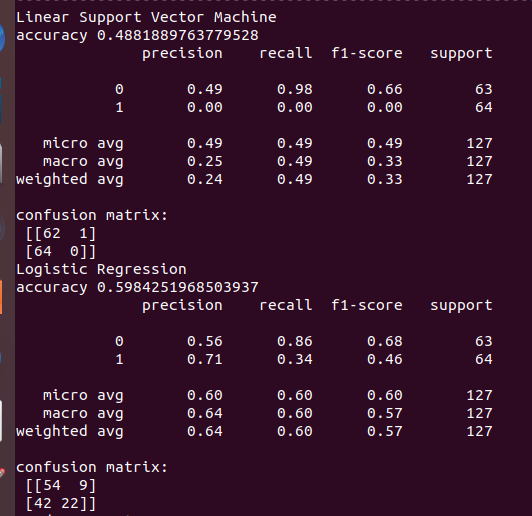 Linear Support Vector Machine
accuracy 0.4881889763779528
precision recall f1-score support
0 0.49 0.98 0.66 63
1 0.00 0.00 0.00 64
micro avg 0.49 0.49 0.49 127
macro avg 0.25 0.49 0.33 127
weighted avg 0.24 0.49 0.33 127
confusion matrix:
[[62 1]
[64 0]]
Logistic Regression
accuracy 0.5984251968503937
precision recall f1-score support
0 0.56 0.86 0.68 63
1 0.71 0.34 0.46 64
micro avg 0.60 0.60 0.60 127
macro avg 0.64 0.60 0.57 127
weighted avg 0.64 0.60 0.57 127
confusion matrix:
[[54 9]
[42 22]]